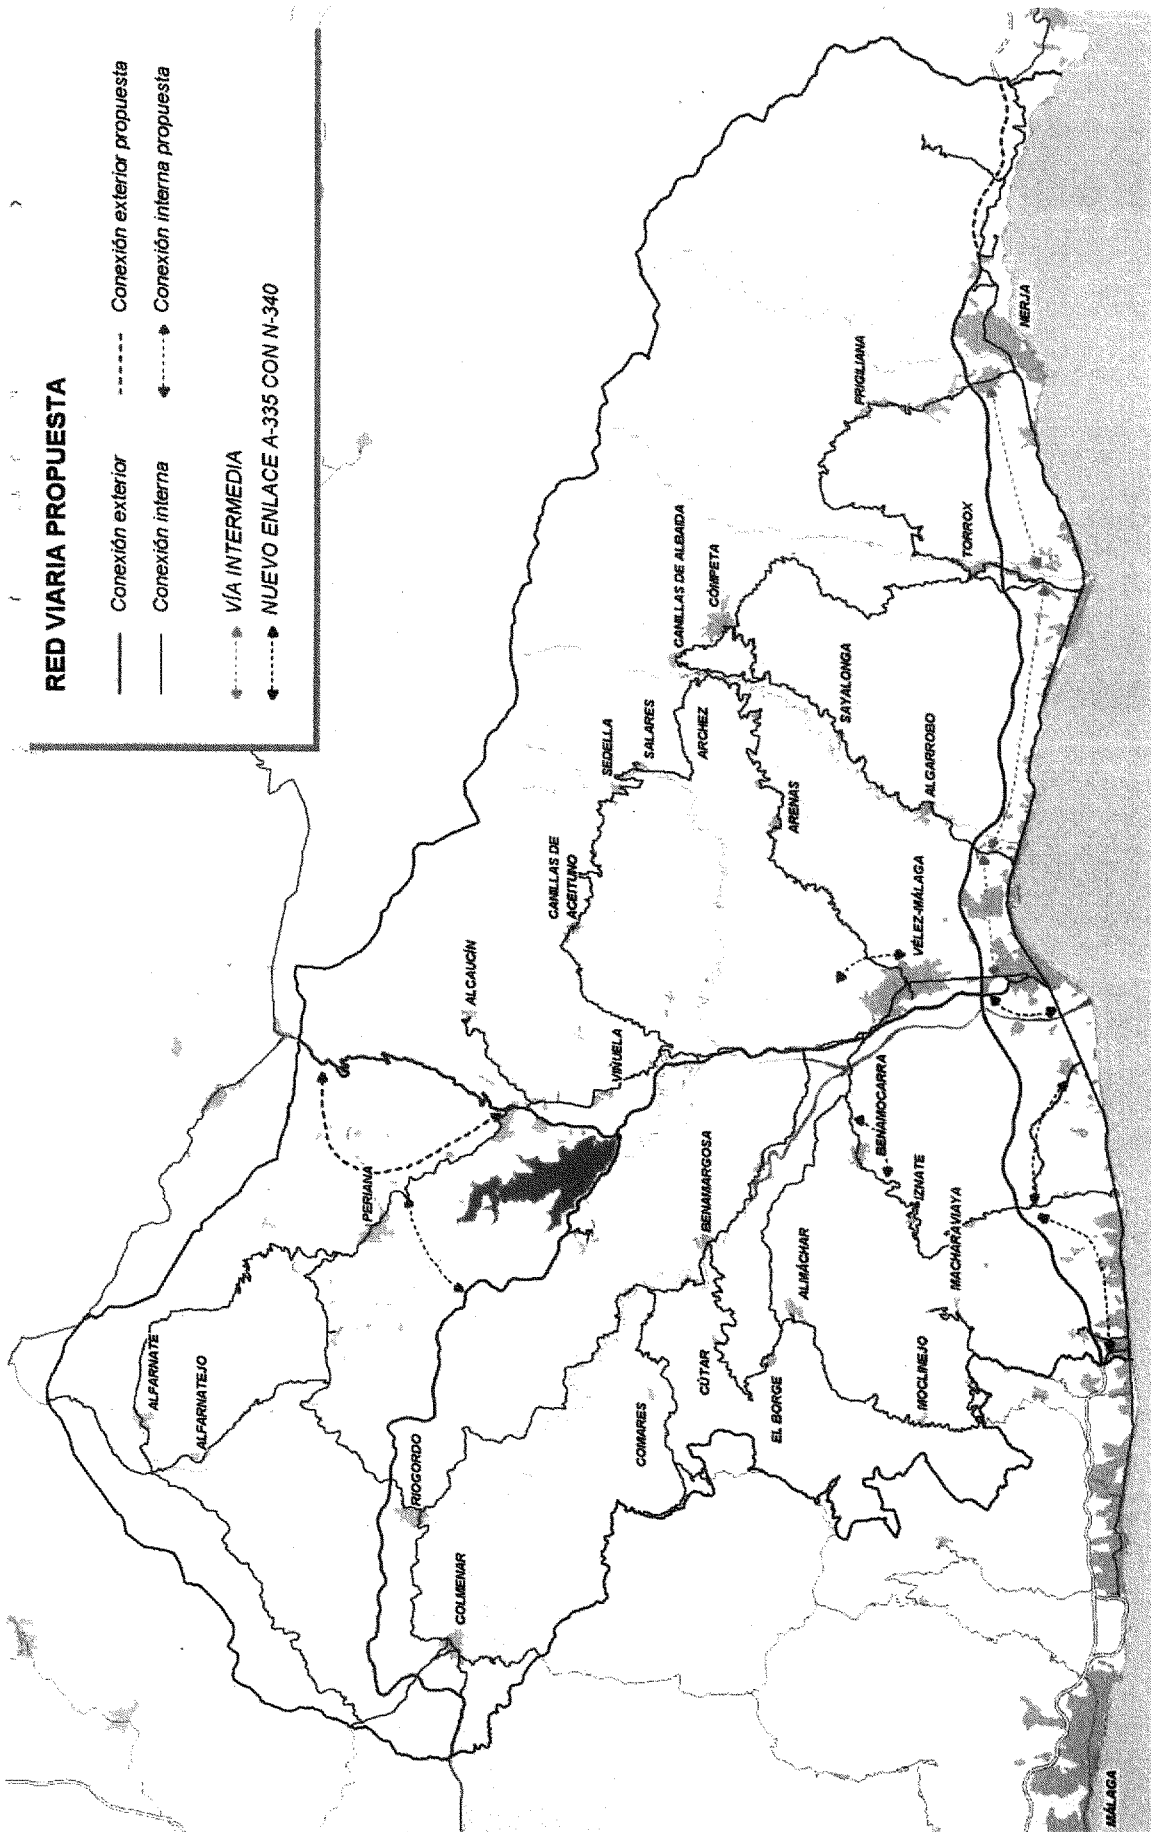 RED VIARIA PROPUESTA
Conexión exterior
Conexión exterior propuesta
Conexión interna
Conexión interna propuesta
VÍA INTERMEDIA
NUEVO ENLACE A-335 CON N-340
ALFARNATE
ALFARNATEJO
PERIANA
RIOGORDO
COLMENAR
ALCAUCÍN
CANILLAS DE
ACEITUNO
SEDELLA
SALARES
CANILLAS DE ALBAIDA
CÓMPETA
ARCHEZ
VIÑUELA
ARENAS
SAYALONGA
FRIGILIANA
COMARES
CÚTAR
BENAMARGOSA
EL BORGE
ALMÁCHAR
BENAMOCARRA
IZNATE
VÉLEZ-MÁLAGA
ALGARROBO
TORROX
NERJA
MOCLINEJO
MACHARAVIAYA
MÁLAGA